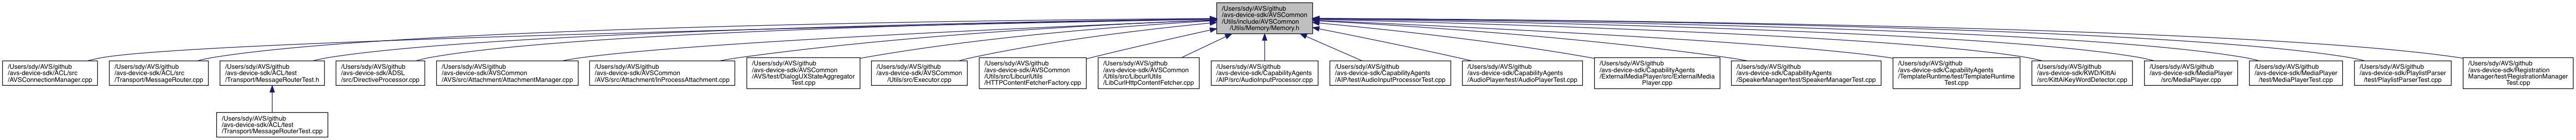 /Users/sdy/AVS/github
/avs-device-sdk/AVSCommon
/Utils/include/AVSCommon
/Utils/Memory/Memory.h
/Users/sdy/AVS/github
/avs-device-sdk/ACL/src
/AVSConnectionManager.cpp
/Users/sdy/AVS/github
/avs-device-sdk/ACL/src
/Transport/MessageRouter.cpp
/Users/sdy/AVS/github
/avs-device-sdk/ACL/test
/Transport/MessageRouterTest.h
/Users/sdy/AVS/github
/avs-device-sdk/ADSL
/src/DirectiveProcessor.cpp
/Users/sdy/AVS/github
/avs-device-sdk/AVSCommon
/AVS/src/Attachment/AttachmentManager.cpp
/Users/sdy/AVS/github
/avs-device-sdk/AVSCommon
/AVS/src/Attachment/InProcessAttachment.cpp
/Users/sdy/AVS/github
/avs-device-sdk/AVSCommon
/AVS/test/DialogUXStateAggregator
Test.cpp
/Users/sdy/AVS/github
/avs-device-sdk/AVSCommon
/Utils/src/Executor.cpp
/Users/sdy/AVS/github
/avs-device-sdk/AVSCommon
/Utils/src/LibcurlUtils
/HTTPContentFetcherFactory.cpp
/Users/sdy/AVS/github
/avs-device-sdk/AVSCommon
/Utils/src/LibcurlUtils
/LibCurlHttpContentFetcher.cpp
/Users/sdy/AVS/github
/avs-device-sdk/CapabilityAgents
/AIP/src/AudioInputProcessor.cpp
/Users/sdy/AVS/github
/avs-device-sdk/CapabilityAgents
/AIP/test/AudioInputProcessorTest.cpp
/Users/sdy/AVS/github
/avs-device-sdk/CapabilityAgents
/AudioPlayer/test/AudioPlayerTest.cpp
/Users/sdy/AVS/github
/avs-device-sdk/CapabilityAgents
/ExternalMediaPlayer/src/ExternalMedia
Player.cpp
/Users/sdy/AVS/github
/avs-device-sdk/CapabilityAgents
/SpeakerManager/test/SpeakerManagerTest.cpp
/Users/sdy/AVS/github
/avs-device-sdk/CapabilityAgents
/TemplateRuntime/test/TemplateRuntime
Test.cpp
/Users/sdy/AVS/github
/avs-device-sdk/KWD/KittAi
/src/KittAiKeyWordDetector.cpp
/Users/sdy/AVS/github
/avs-device-sdk/MediaPlayer
/src/MediaPlayer.cpp
/Users/sdy/AVS/github
/avs-device-sdk/MediaPlayer
/test/MediaPlayerTest.cpp
/Users/sdy/AVS/github
/avs-device-sdk/PlaylistParser
/test/PlaylistParserTest.cpp
/Users/sdy/AVS/github
/avs-device-sdk/Registration
Manager/test/RegistrationManager
Test.cpp
/Users/sdy/AVS/github
/avs-device-sdk/ACL/test
/Transport/MessageRouterTest.cpp